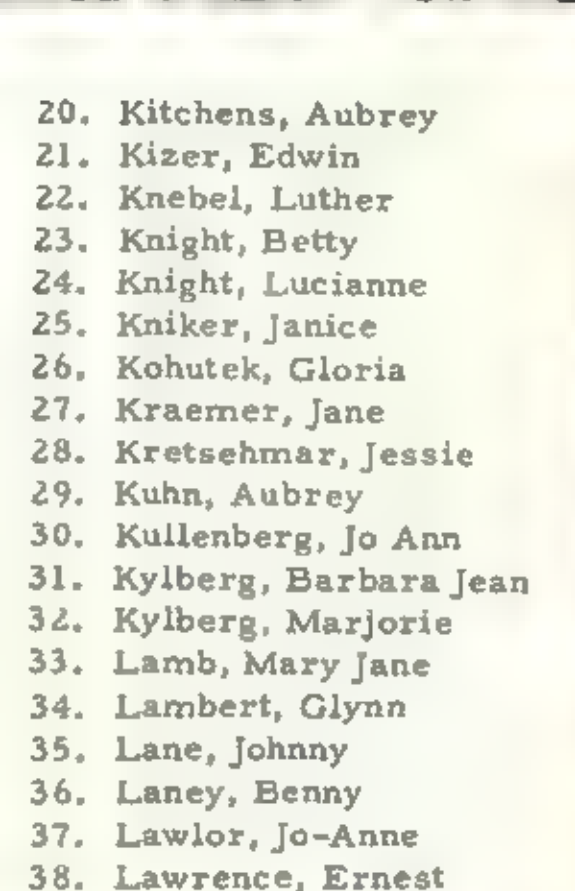 20. Kitchens, Aubrey
21. Kizer, Edwin
22. Knebel, Luther
23. Knight, Betty
24. Knight, Lucianne
25. Kniker, Janice
26. Kohutek, Gloria
27. Kraemer, Jane
28. Kretsehmar, Jessie
29. Kuhn, Aubrey
30. Kullenberg, Jo Ann
31. Kylberg, Barbara Jean
32. Kylberg, Marjorie
33. Lamb, Mary Jane
34. Lambert, Glynn
35. Lane, Johnny
36. Laney, Benny
37. Lawlor, Jo-Anne
38. Lawrence, Ernest